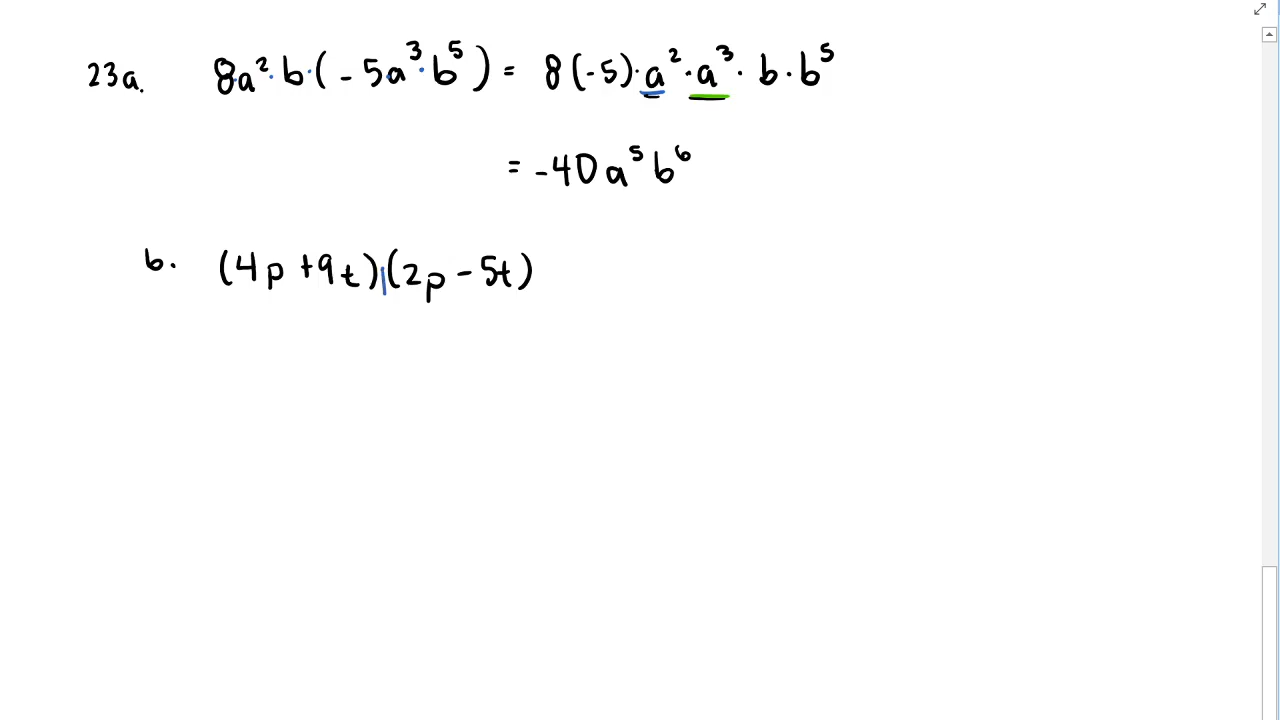 23a. 8a²·b·(-5a³·b⁵) = 8(-5)·a²·a³·b·b⁵
= -40a⁵b⁶
b. (4p+9t)(2p-5t)